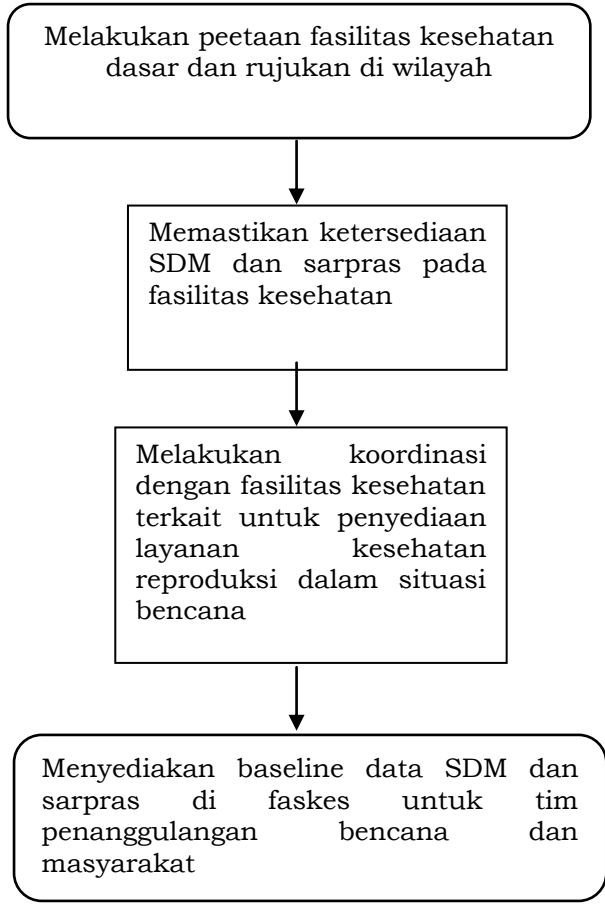 Melakukan peetaan fasilitas kesehatan
dasar dan rujukan di wilayah
Memastikan ketersediaan
SDM dan sarpras pada
fasilitas kesehatan
Melakukan koordinasi
dengan fasilitas kesehatan
terkait untuk penyediaan
layanan kesehatan
reproduksi dalam situasi
bencana
Menyediakan baseline data SDM dan
sarpras di faskes untuk tim
penanggulangan bencana dan
masyarakat